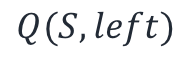 Q(S, left)